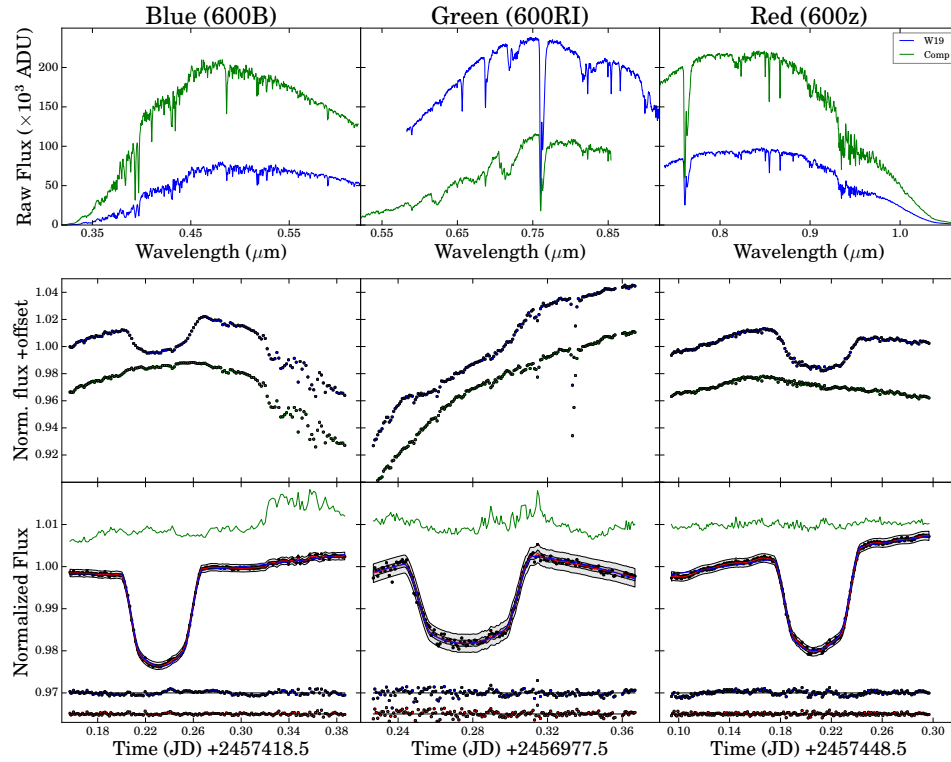 Blue (600B)
Green (600RI)
Red (600z)
Raw Flux (×10³ ADU)
200
150
100
50
0
W19
Comp
0.35 0.45 0.55
0.55 0.65 0.75 0.85
0.8 0.9 1.0
Wavelength (μm)
Wavelength (μm)
Wavelength (μm)
Norm. flux +offset
1.04
1.02
1.00
0.98
0.96
0.94
0.92
Normalized Flux
1.01
1.00
0.99
0.98
0.97
0.18 0.22 0.26 0.30 0.34 0.38
0.24 0.28 0.32 0.36
0.10 0.14 0.18 0.22 0.26 0.30
Time (JD) +2457418.5
Time (JD) +2456977.5
Time (JD) +2457448.5